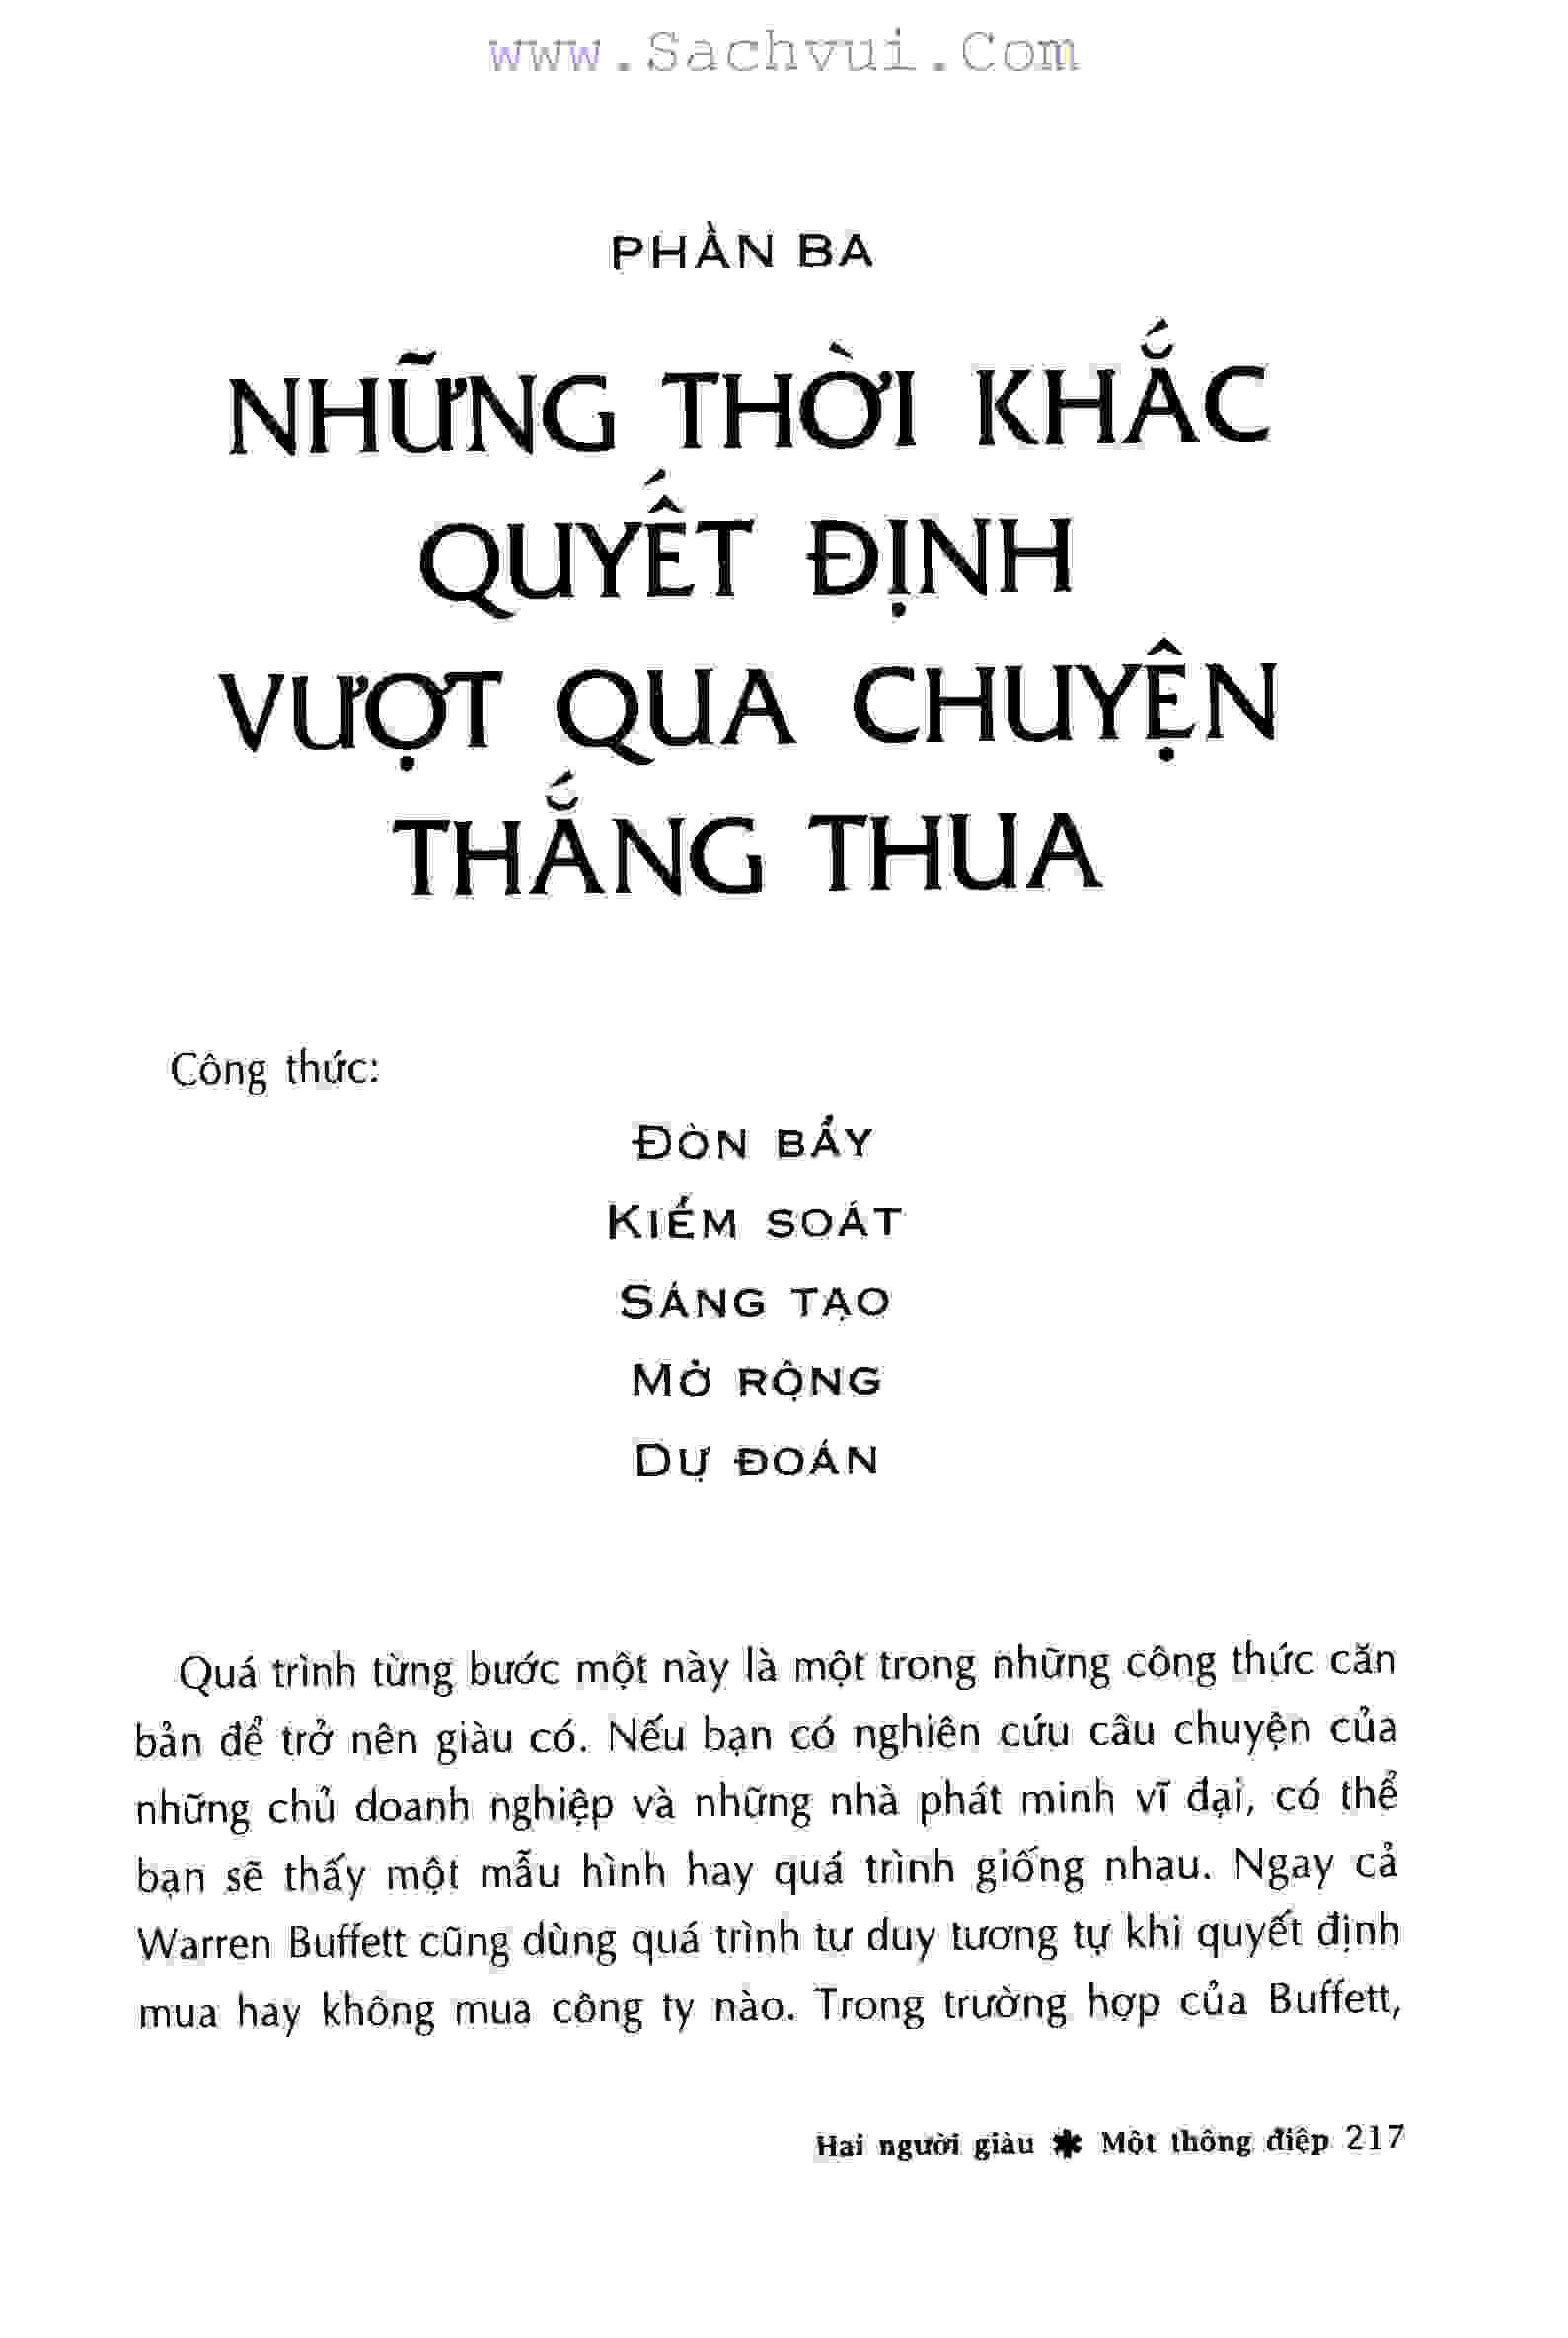 www.Sachvui.Com
PHẦN BA
NHỮNG THỜI KHẮC
QUYẾT ĐỊNH
VƯỢT QUA CHUYỆN
THẮNG THUA
Công thức:
ĐÒN BẨY
KIỂM SOÁT
SÁNG TẠO
MỞ RỘNG
DỰ ĐOÁN
Quá trình từng bước một này là một trong những công thức căn
bản để trở nên giàu có. Nếu bạn có nghiên cứu câu chuyện của
những chủ doanh nghiệp và những nhà phát minh vĩ đại, có thể
bạn sẽ thấy một mẫu hình hay quá trình giống nhau. Ngay cả
Warren Buffett cũng dùng quá trình tư duy tương tự khi quyết định
mua hay không mua công ty nào. Trong trường hợp của Buffett,
Hai người giàu ✱ Một thông điệp 217